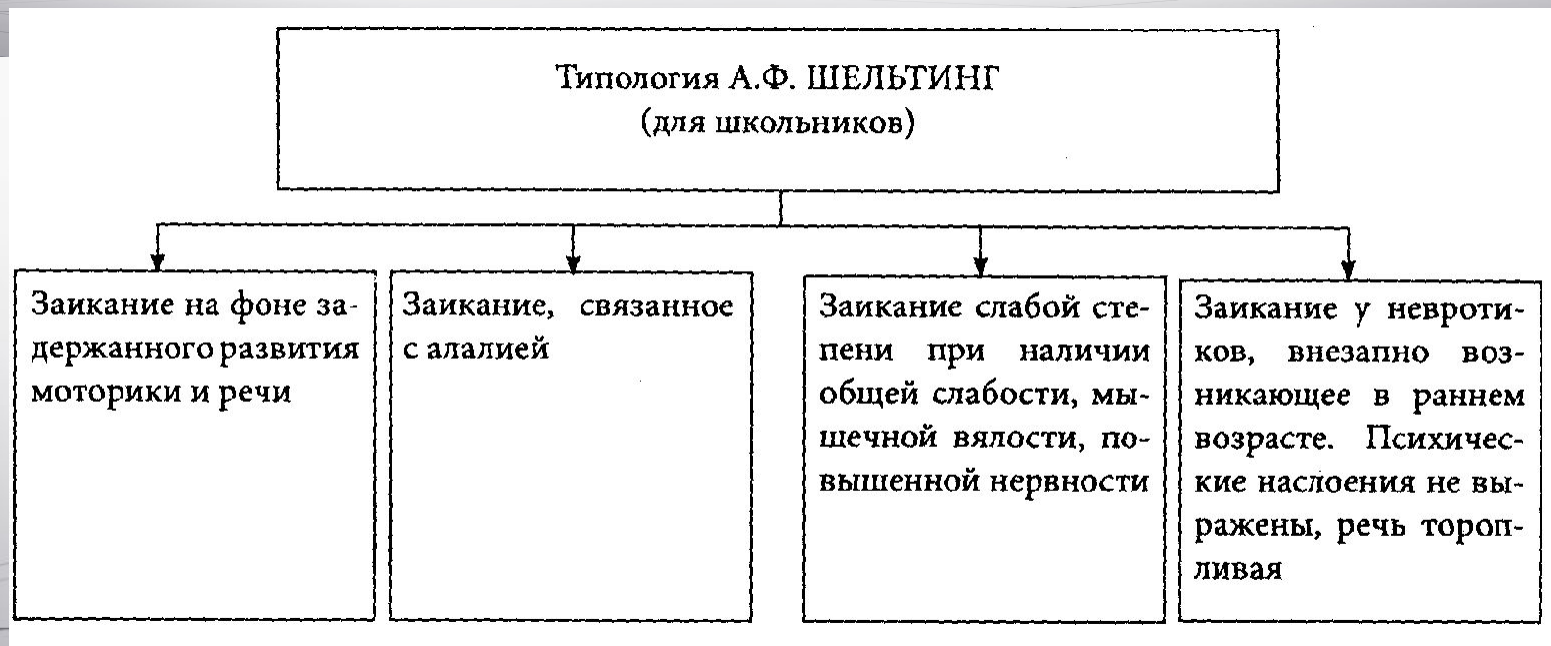 Типология А.Ф. ШЕЛЬТИНГ
(для школьников)
Заикание на фоне за-
держанного развития
моторики и речи
Заикание, связанное
с алалией
Заикание слабой сте-
пени при наличии
общей слабости, мы-
шечной вялости, по-
вышенной нервности
Заикание у невроти-
ков, внезапно воз-
никающее в раннем
возрасте. Психичес-
кие наслоения не вы-
ражены, речь тороп-
ливая